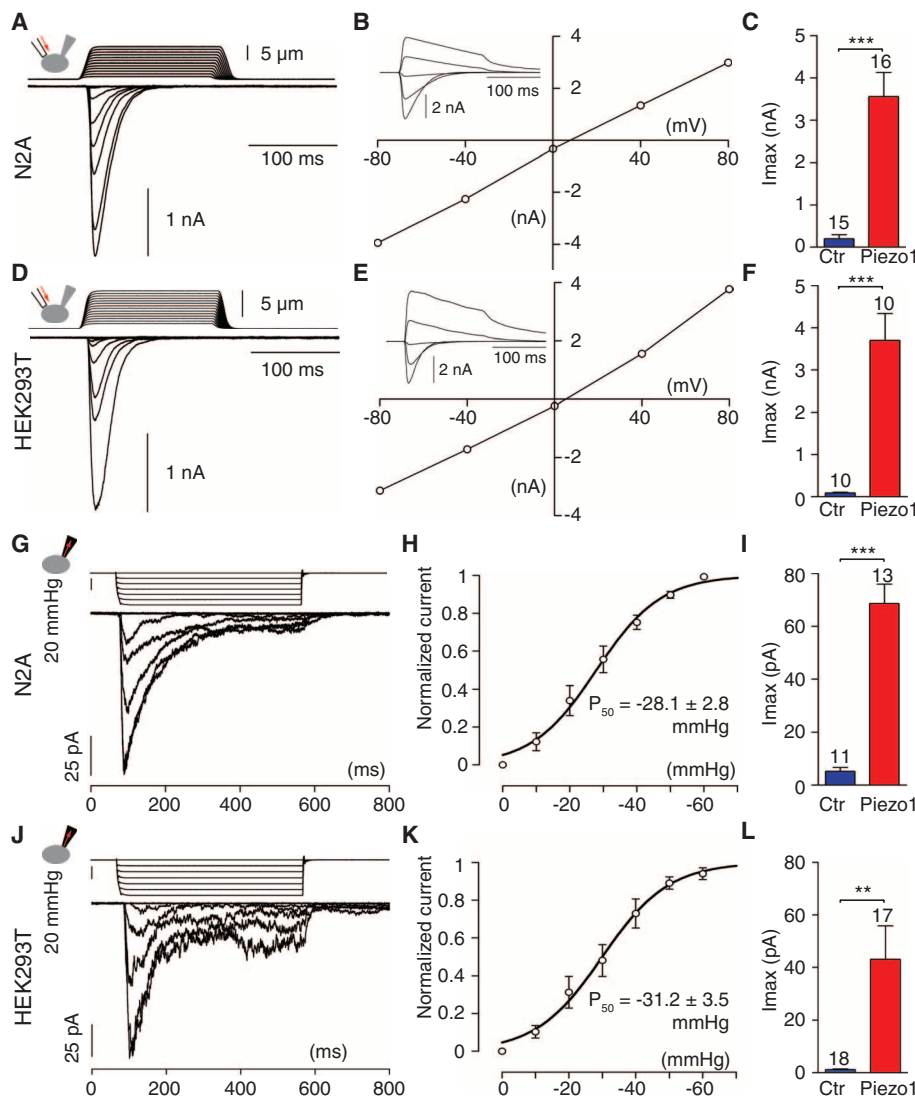 A
5 µm
N2A
100 ms
1 nA
B
4
2
-2
-4
100 ms
2 nA
(mV)
-80
-40
0
40
80
(nA)
C
***
16
15
5
4
3
2
1
0
Imax (nA)
Ctr Piezo1
D
5 µm
HEK293T
100 ms
1 nA
E
4
2
-2
-4
100 ms
2 nA
(mV)
-80
-40
0
40
80
(nA)
F
***
10
10
5
4
3
2
1
0
Imax (nA)
Ctr Piezo1
G
20 mmHg
N2A
25 pA
(ms)
0 200 400 600 800
H
Normalized current
1
0.8
0.6
0.4
0.2
0
P50 = -28.1 ± 2.8
mmHg
(mmHg)
0 -20 -40 -60
I
***
13
11
80
60
40
20
0
Imax (pA)
Ctr Piezo1
J
20 mmHg
HEK293T
25 pA
(ms)
0 200 400 600 800
K
Normalized current
1
0.8
0.6
0.4
0.2
0
P50 = -31.2 ± 3.5
mmHg
(mmHg)
0 -20 -40 -60
L
**
17
18
80
60
40
20
0
Imax (pA)
Ctr Piezo1